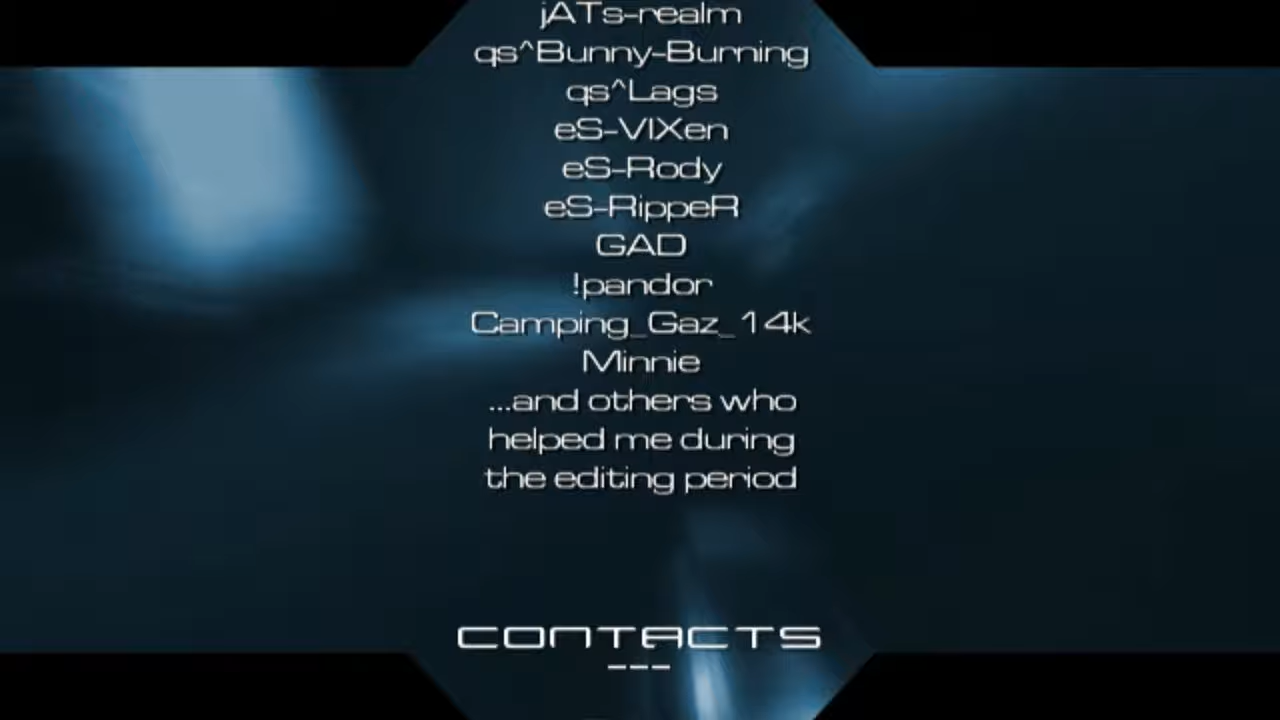 jATs-realm
qs^Bunny-Burning
qs^Lags
eS-VIXen
eS-Rody
eS-RippeR
GAD
!pandor
Camping_Gaz_14k
Minnie
...and others who
helped me during
the editing period
CONTACTS
---